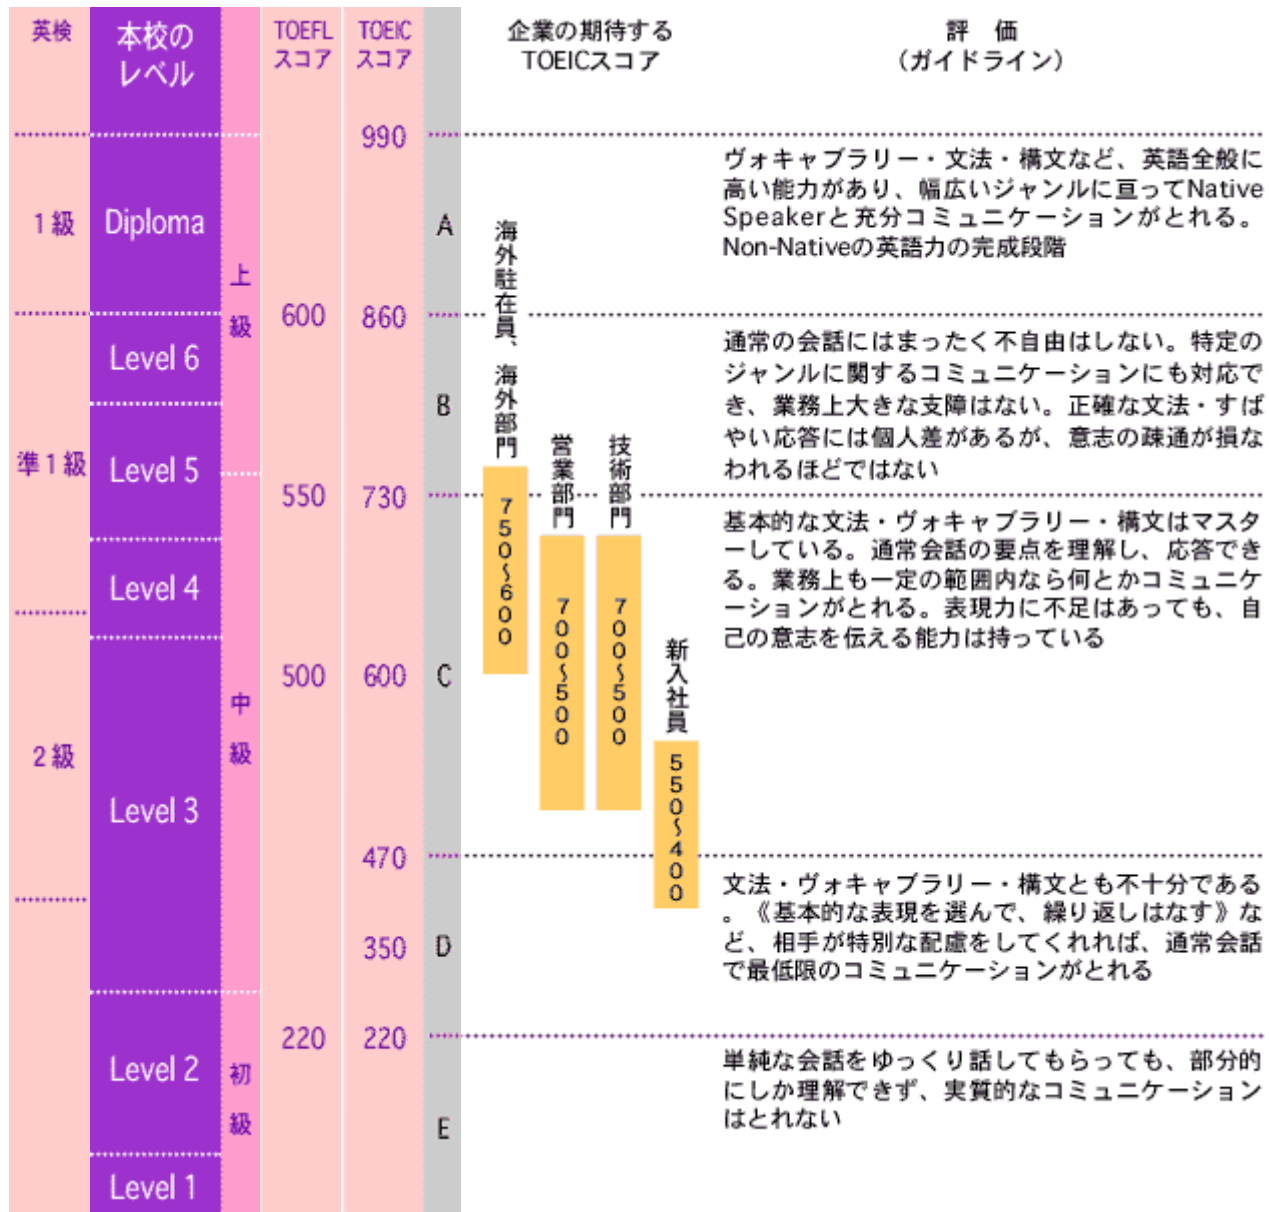 英検
本校の
レベル
TOEFL
スコア
TOEIC
スコア
企業の期待する
TOEICスコア
評 価
(ガイドライン)
1級
準1級
2級
Diploma
Level 6
Level 5
Level 4
Level 3
Level 2
Level 1
上級
中級
初級
600
550
500
220
990
860
730
600
470
350
220
A
B
C
D
E
海外駐在員、海外部門
750〜600
営業部門
700〜500
技術部門
700〜500
新入社員
550〜400
ヴォキャブラリー・文法・構文など、英語全般に
高い能力があり、幅広いジャンルに亘ってNative
Speakerと充分コミュニケーションがとれる。
Non-Nativeの英語力の完成段階
通常の会話にはまったく不自由はしない。特定の
ジャンルに関するコミュニケーションにも対応で
き、業務上大きな支障はない。正確な文法・すば
やい応答には個人差があるが、意志の疎通が損な
われるほどではない
基本的な文法・ヴォキャブラリー・構文はマスタ
ーしている。通常会話の要点を理解し、応答でき
る。業務上も一定の範囲内なら何とかコミュニケ
ーションがとれる。表現力に不足はあっても、自
己の意志を伝える能力は持っている
文法・ヴォキャブラリー・構文とも不十分である
。《基本的な表現を選んで、繰り返しはなす》な
ど、相手が特別な配慮をしてくれれば、通常会話
で最低限のコミュニケーションがとれる
単純な会話をゆっくり話してもらっても、部分的
にしか理解できず、実質的なコミュニケーション
はとれない